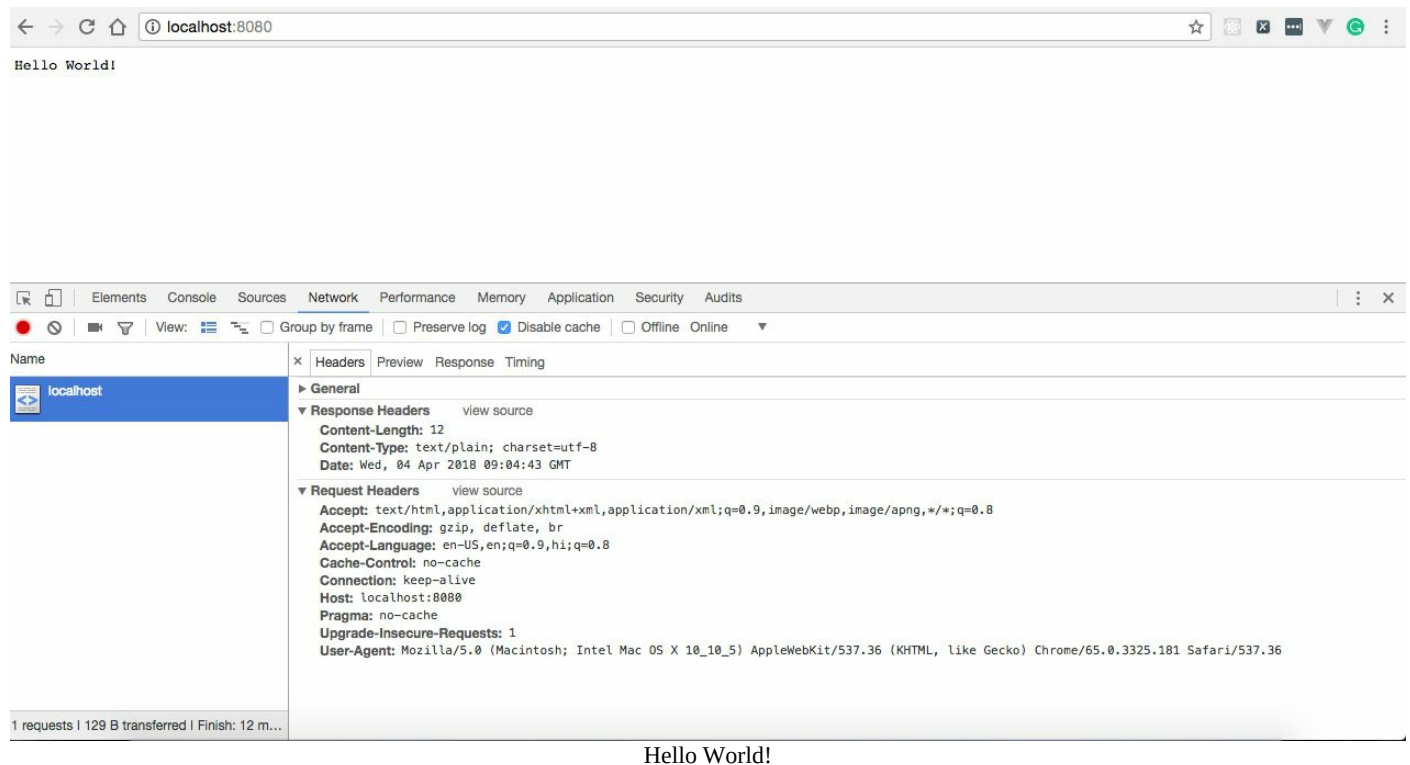 localhost:8080
Hello World!
Elements Console Sources Network Performance Memory Application Security Audits
View: Group by frame Preserve log Disable cache Offline Online
Name
Headers Preview Response Timing
localhost
General
Response Headers view source
Content-Length: 12
Content-Type: text/plain; charset=utf-8
Date: Wed, 04 Apr 2018 09:04:43 GMT
Request Headers view source
Accept: text/html,application/xhtml+xml,application/xml;q=0.9,image/webp,image/apng,*/*;q=0.8
Accept-Encoding: gzip, deflate, br
Accept-Language: en-US,en;q=0.9,hi;q=0.8
Cache-Control: no-cache
Connection: keep-alive
Host: localhost:8080
Pragma: no-cache
Upgrade-Insecure-Requests: 1
User-Agent: Mozilla/5.0 (Macintosh; Intel Mac OS X 10_10_5) AppleWebKit/537.36 (KHTML, like Gecko) Chrome/65.0.3325.181 Safari/537.36
1 requests | 129 B transferred | Finish: 12 m...
Hello World!